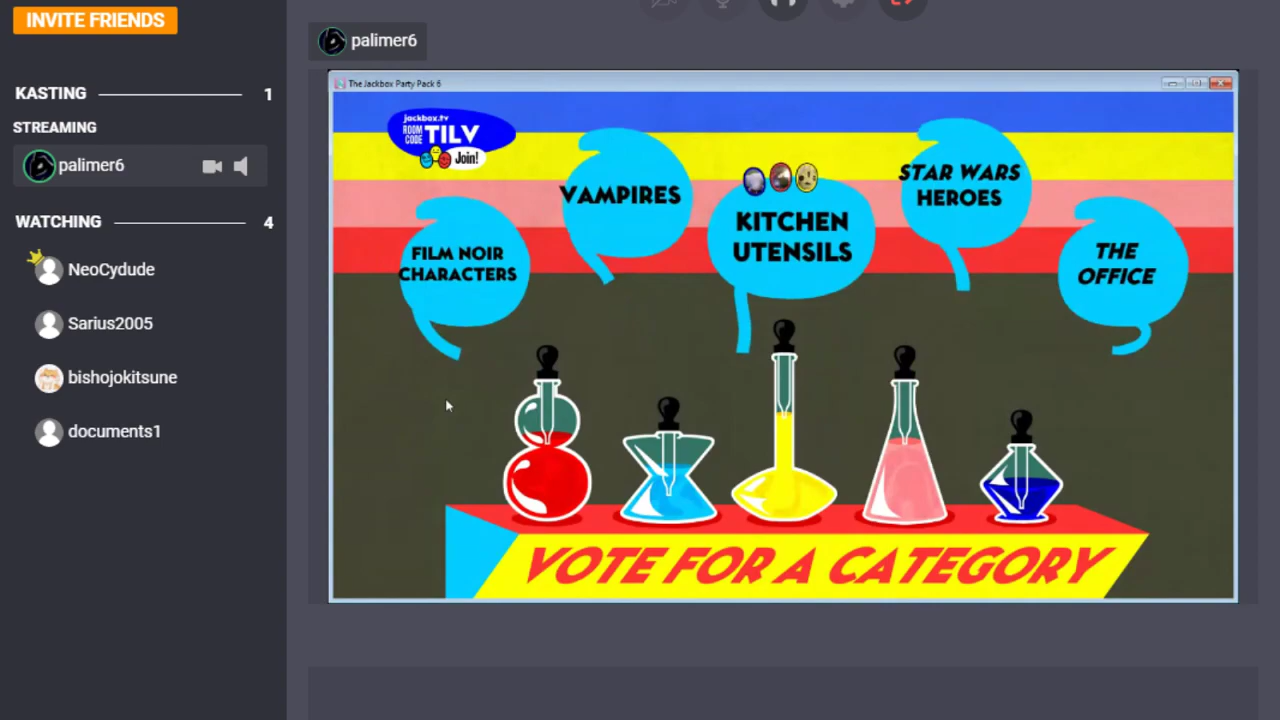 INVITE FRIENDS
KASTING 1
STREAMING
palimer6
WATCHING 4
NeoCydude
Sarius2005
bishojokitsune
documents1
palimer6
The Jackbox Party Pack 6
jackbox.tv
ROOM
CODE
TILV
Join!
FILM NOIR
CHARACTERS
VAMPIRES
KITCHEN
UTENSILS
STAR WARS
HEROES
THE
OFFICE
VOTE FOR A CATEGORY